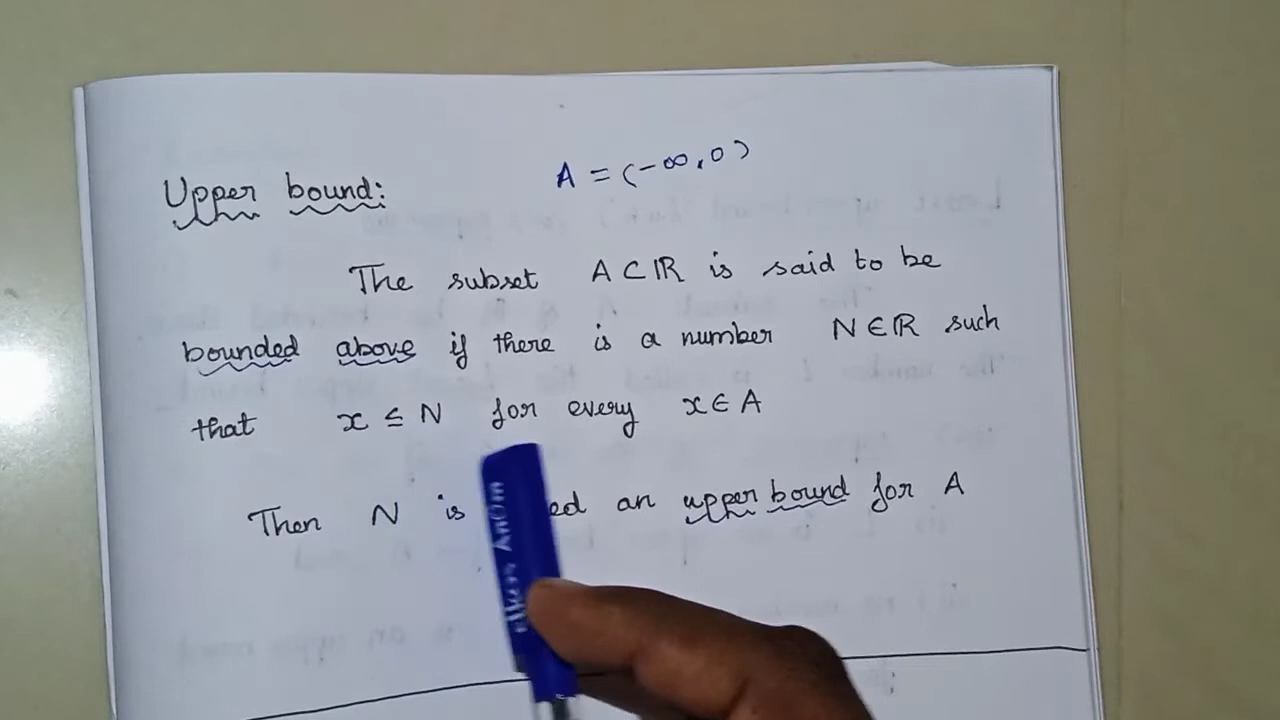 Upper bound: A = (-∞, 0)
The subset A ⊂ ℝ is said to be
bounded above if there is a number N ∈ ℝ such
that x ≤ N for every x ∈ A
Then N is ed an upper bound for A